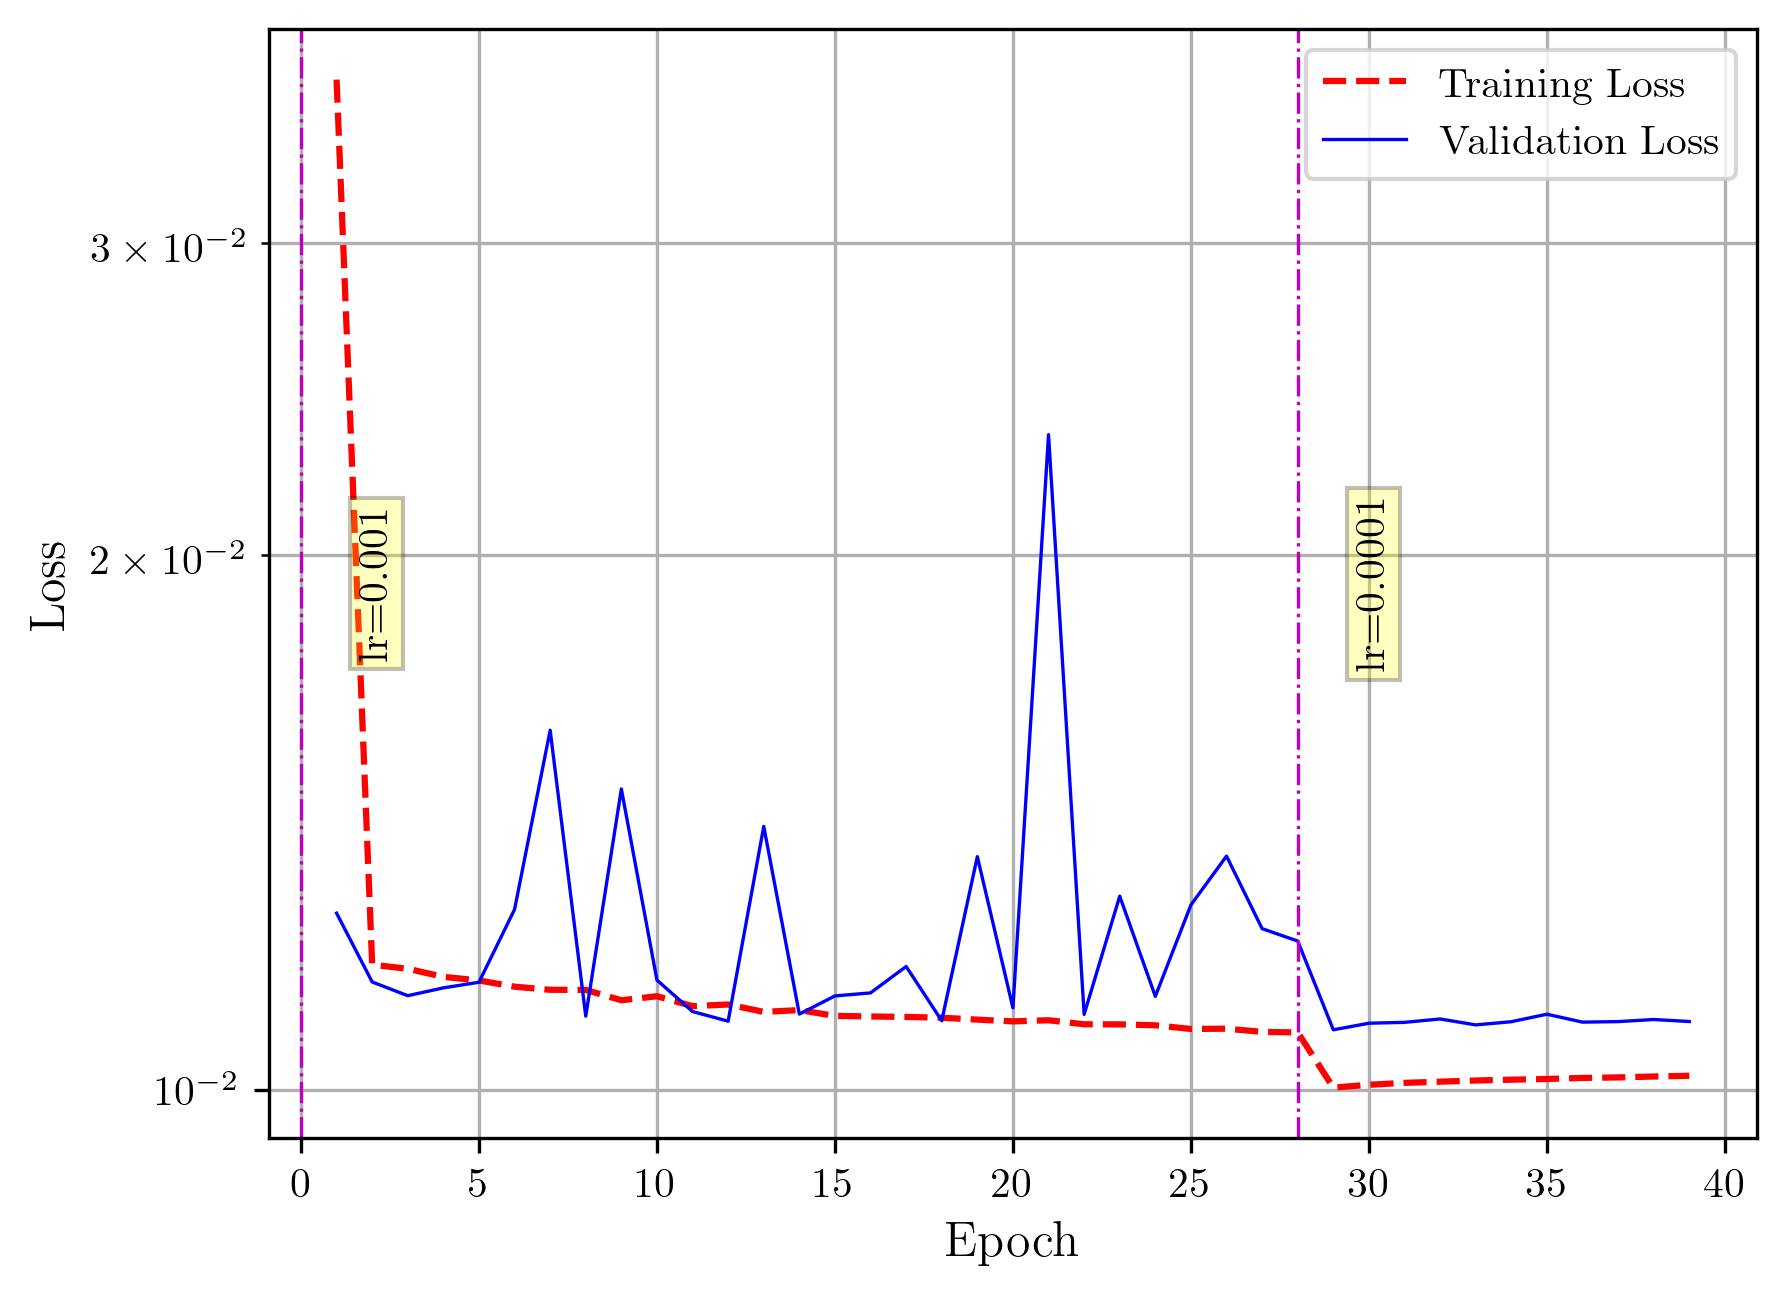 Training Loss
Validation Loss
3 × 10⁻²
2 × 10⁻²
10⁻²
Loss
lr=0.001
lr=0.0001
0 5 10 15 20 25 30 35 40
Epoch